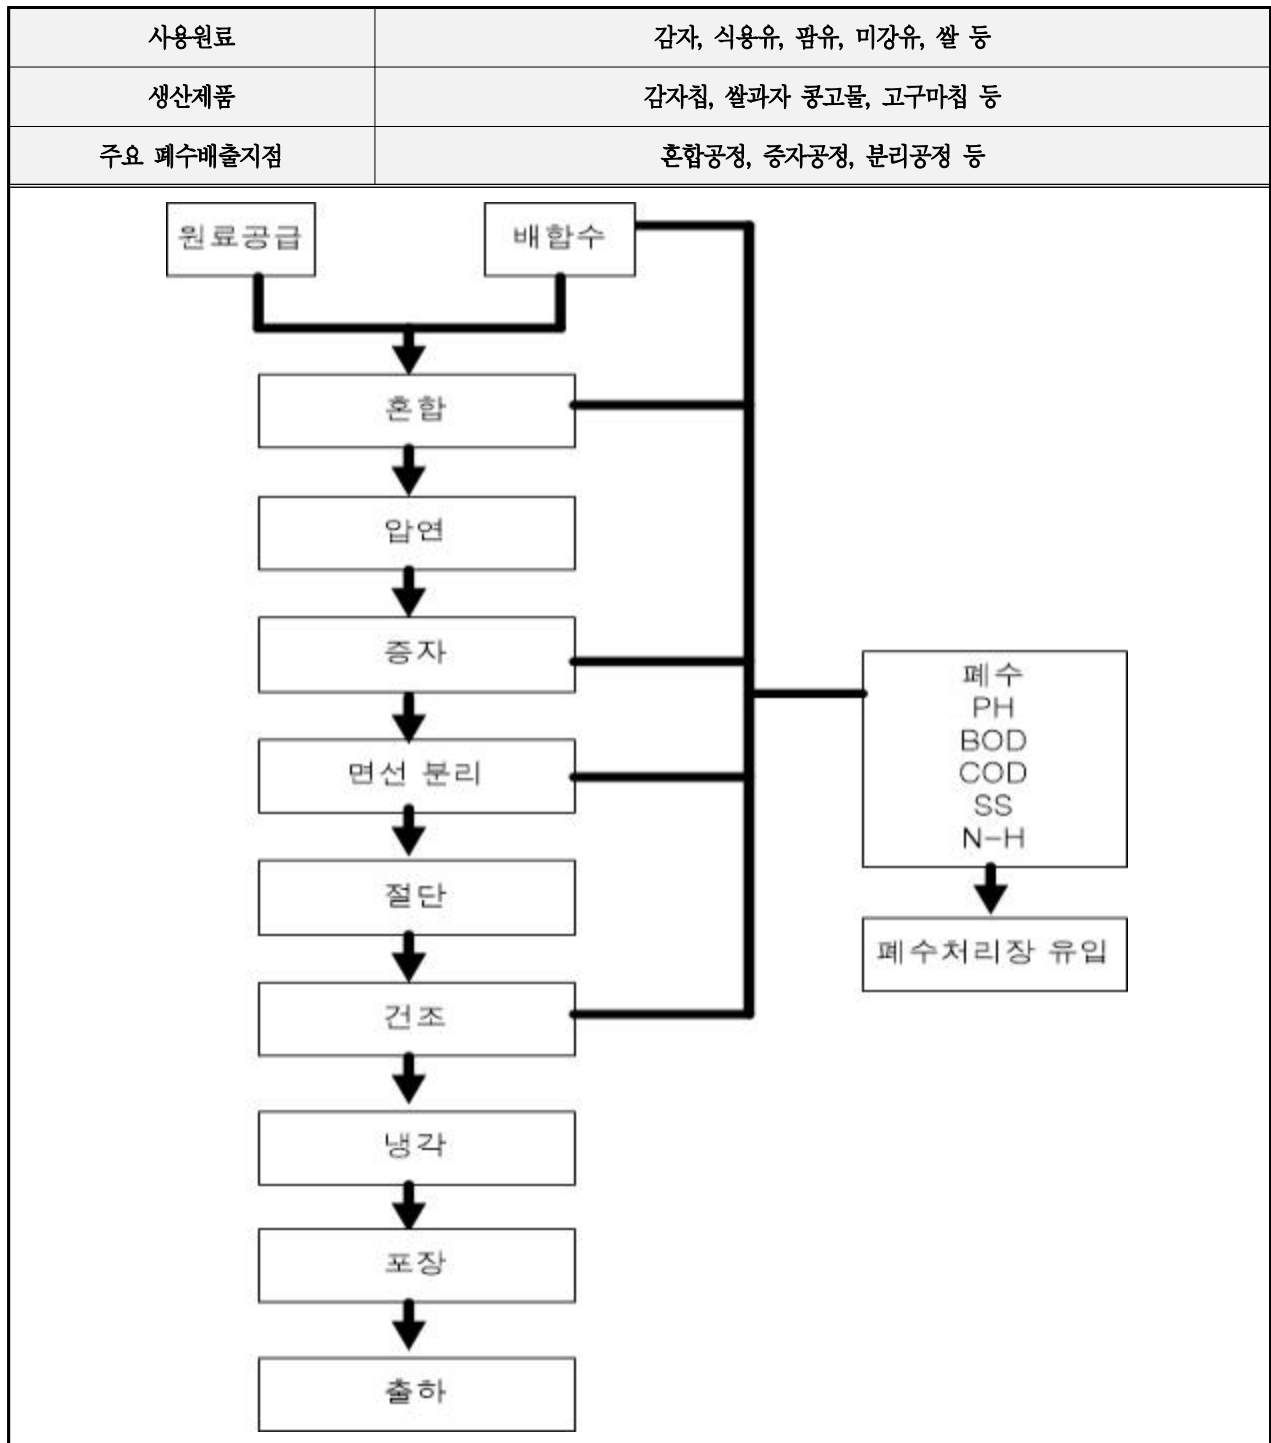 사용원료 감자, 식용유, 팜유, 미강유, 쌀 등
생산제품 감자칩, 쌀과자 콩고물, 고구마칩 등
주요 폐수배출지점 혼합공정, 증자공정, 분리공정 등
원료공급 배합수
혼합
압연
증자
면선 분리
절단
건조
냉각
포장
출하
폐수
PH
BOD
COD
SS
N-H
폐수처리장 유입